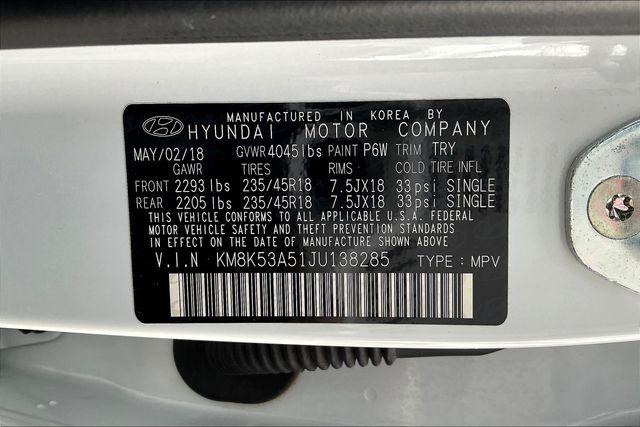 MANUFACTURED IN KOREA BY
HYUNDAI MOTOR COMPANY
MAY/02/18 GVWR 4045lbs PAINT P6W TRIM TRY
GAWR TIRES RIMS: COLD TIRE INFL
FRONT 2293 lbs 235/45R18 7.5JX18 33psi SINGLE
REAR 2205 lbs 235/45R18 7.5JX18 33psi SINGLE
THIS VEHICLE CONFORMS TO ALL APPLICABLE U.S.A. FEDERAL
MOTOR VEHICLE SAFETY AND THEFT PREVENTION STANDARDS
IN EFFECT ON THE DATE OF MANUFACTURE SHOWN ABOVE
V.I.N KM8K53A51JU138285 TYPE : MPV